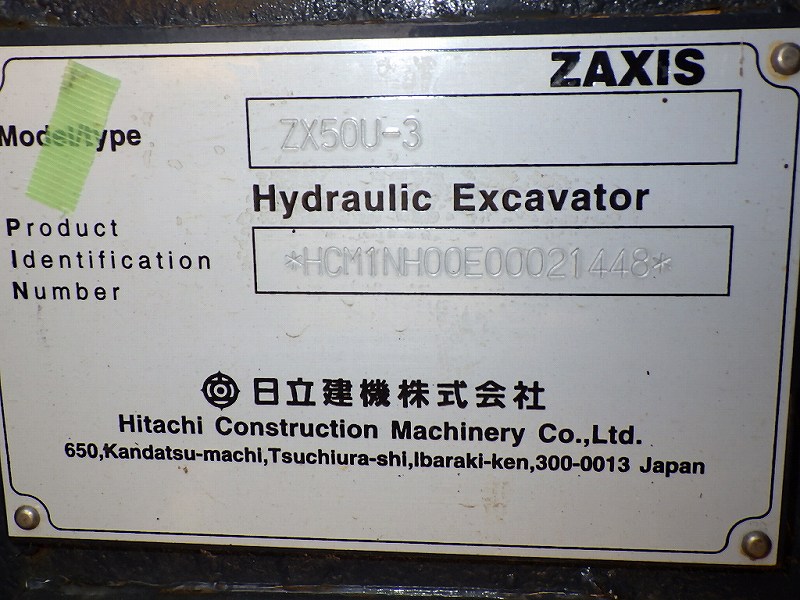 ZAXIS
Model/type
ZX50U-3
Hydraulic Excavator
Product
Identification
Number
*HCM1NH00E00021448*
日立建機株式会社
Hitachi Construction Machinery Co.,Ltd.
650,Kandatsu-machi,Tsuchiura-shi,Ibaraki-ken,300-0013 Japan